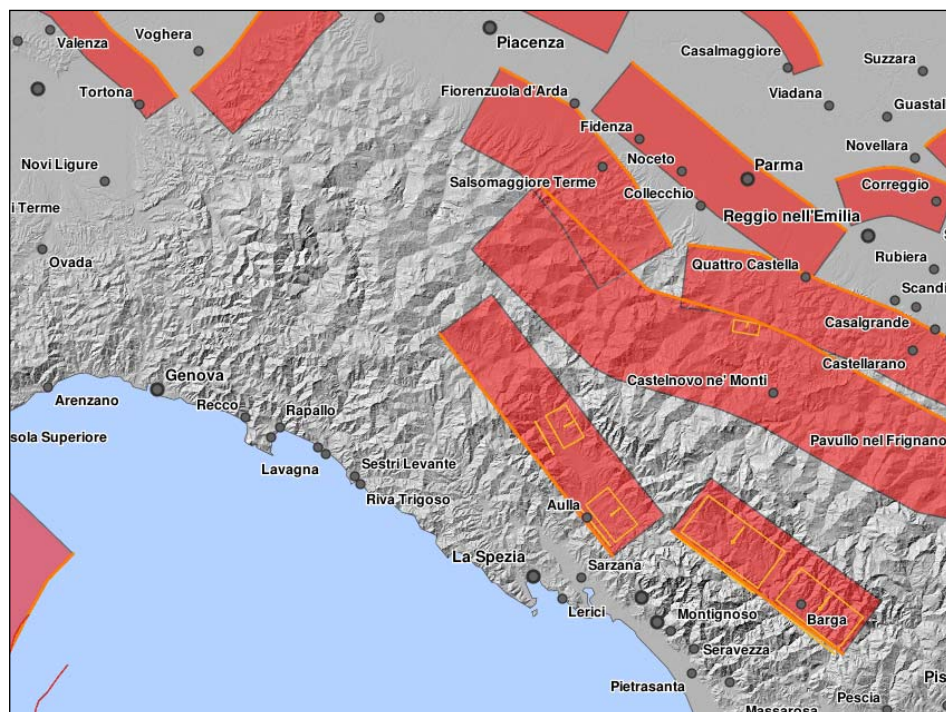 Valenza
Voghera
Piacenza
Casalmaggiore
Suzzara
Tortona
Fiorenzuola d'Arda
Viadana
Guastal
Fidenza
Novellara
Novi Ligure
Noceto
Parma
Salsomaggiore Terme
Collecchio
Correggio
i Terme
Reggio nell'Emilia
Ovada
Quattro Castella
Rubiera
Scandi
Casalgrande
Castellarano
Genova
Castelnovo ne' Monti
Arenzano
Recco
Rapallo
sola Superiore
Pavullo nel Frignano
Lavagna
Sestri Levante
Riva Trigoso
Aulla
La Spezia
Sarzana
Lerici
Montignoso
Barga
Seravezza
Pietrasanta
Pis
Pescia
Massarosa